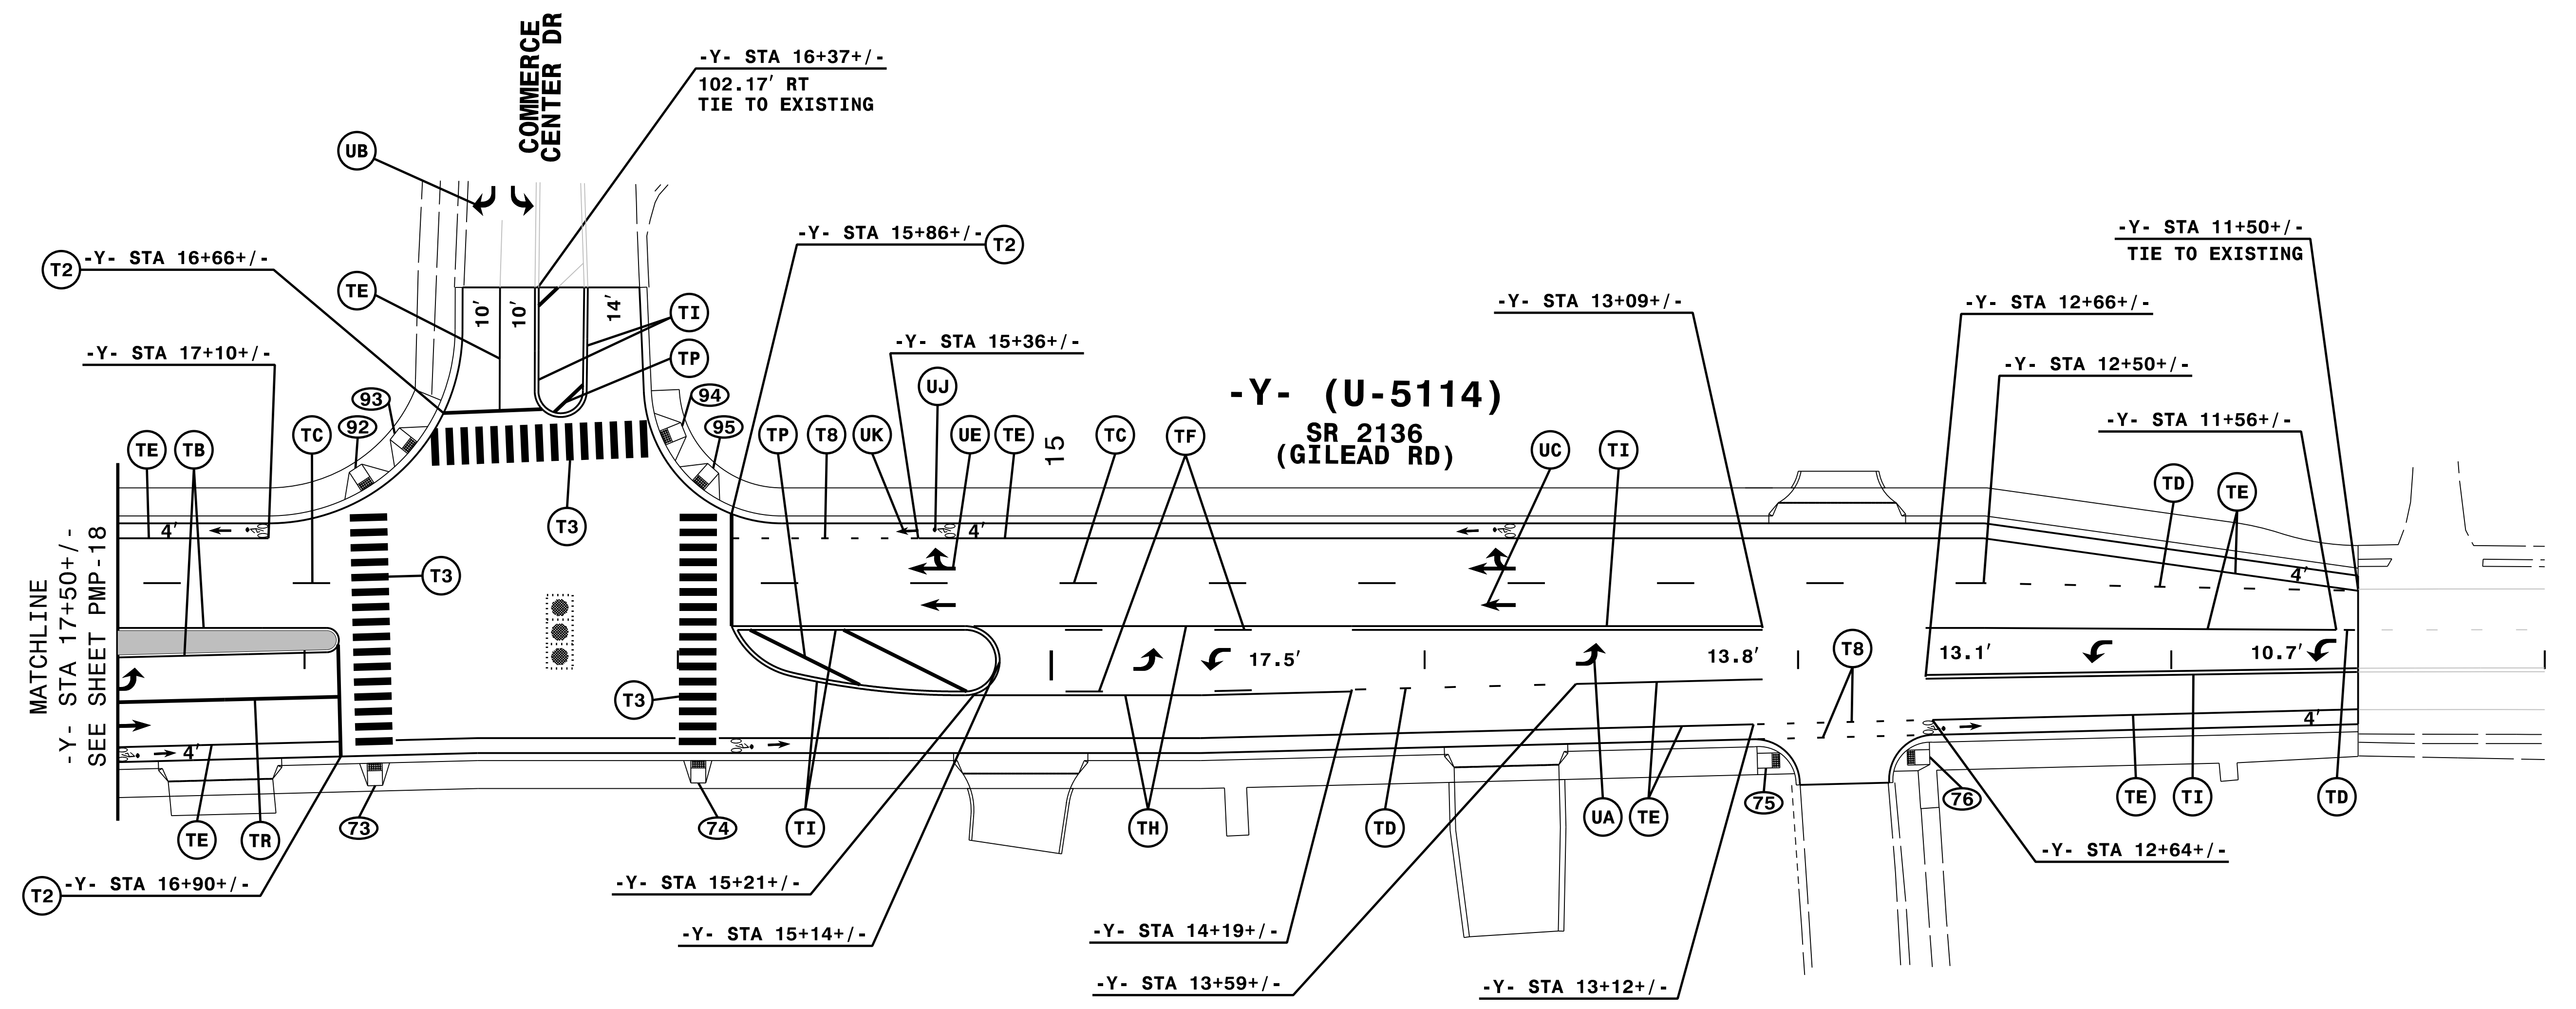 COMMERCE
CENTER DR
-Y- STA 16+37+/-
102.17' RT
TIE TO EXISTING
UB
-Y- STA 15+86+/-
T2
-Y- STA 11+50+/-
TIE TO EXISTING
T2
-Y- STA 16+66+/-
TE
10'
10'
14'
TI
TP
-Y- STA 13+09+/-
-Y- STA 12+66+/-
-Y- STA 17+10+/-
-Y- STA 15+36+/-
-Y- STA 12+50+/-
UJ
-Y- (U-5114)
SR 2136
(GILEAD RD)
-Y- STA 11+56+/-
93
94
92
95
TE
TB
TC
TP
T8
UK
UE
TE
15
TC
TF
UC
TI
TD
TE
4'
T3
4'
T3
4'
MATCHLINE
-Y- STA 17+50+/-
SEE SHEET PMP-18
17.5'
13.8'
T8
13.1'
10.7'
T3
4'
4'
TE
TR
73
74
TI
TH
TD
UA
TE
75
76
TE
TI
TD
T2
-Y- STA 16+90+/-
-Y- STA 15+21+/-
-Y- STA 12+64+/-
-Y- STA 15+14+/-
-Y- STA 14+19+/-
-Y- STA 13+59+/-
-Y- STA 13+12+/-